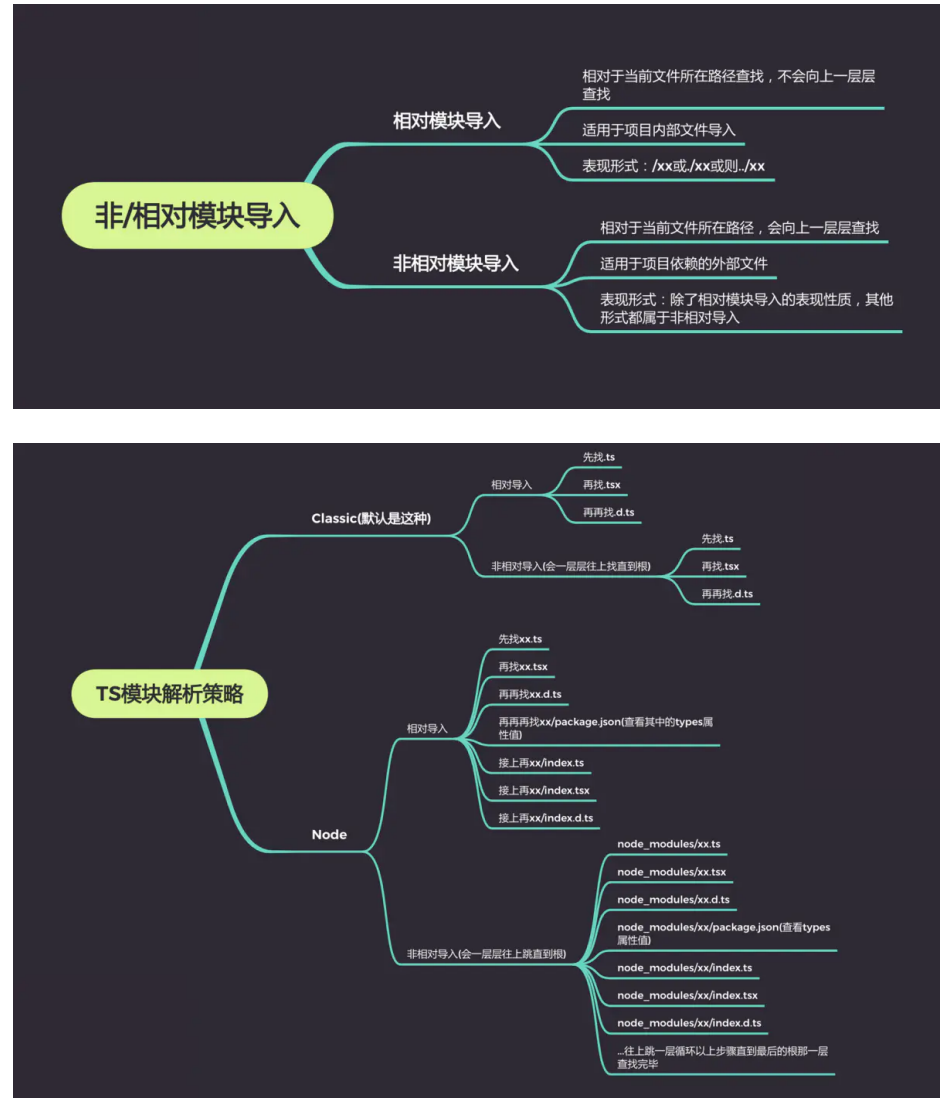 非/相对模块导入
相对模块导入
相对于当前文件所在路径查找，不会向上一层层
查找
适用于项目内部文件导入
表现形式：/xx或./xx或则../xx
非相对模块导入
相对于当前文件所在路径，会向上一层层查找
适用于项目依赖的外部文件
表现形式：除了相对模块导入的表现性质，其他
形式都属于非相对导入
TS模块解析策略
Classic(默认是这种)
相对导入
先找.ts
再找.tsx
再再找.d.ts
非相对导入(会一层层往上找直到根)
先找.ts
再找.tsx
再再找.d.ts
Node
相对导入
先找xx.ts
再找xx.tsx
再再找xx.d.ts
再再再找xx/package.json(查看其中的types属
性值)
接上再xx/index.ts
接上再xx/index.tsx
接上再xx/index.d.ts
非相对导入(会一层层往上跳直到根)
node_modules/xx.ts
node_modules/xx.tsx
node_modules/xx.d.ts
node_modules/xx/package.json(查看types
属性值)
node_modules/xx/index.ts
node_modules/xx/index.tsx
node_modules/xx/index.d.ts
...往上跳一层循环以上步骤直到最后的根那一层
查找完毕